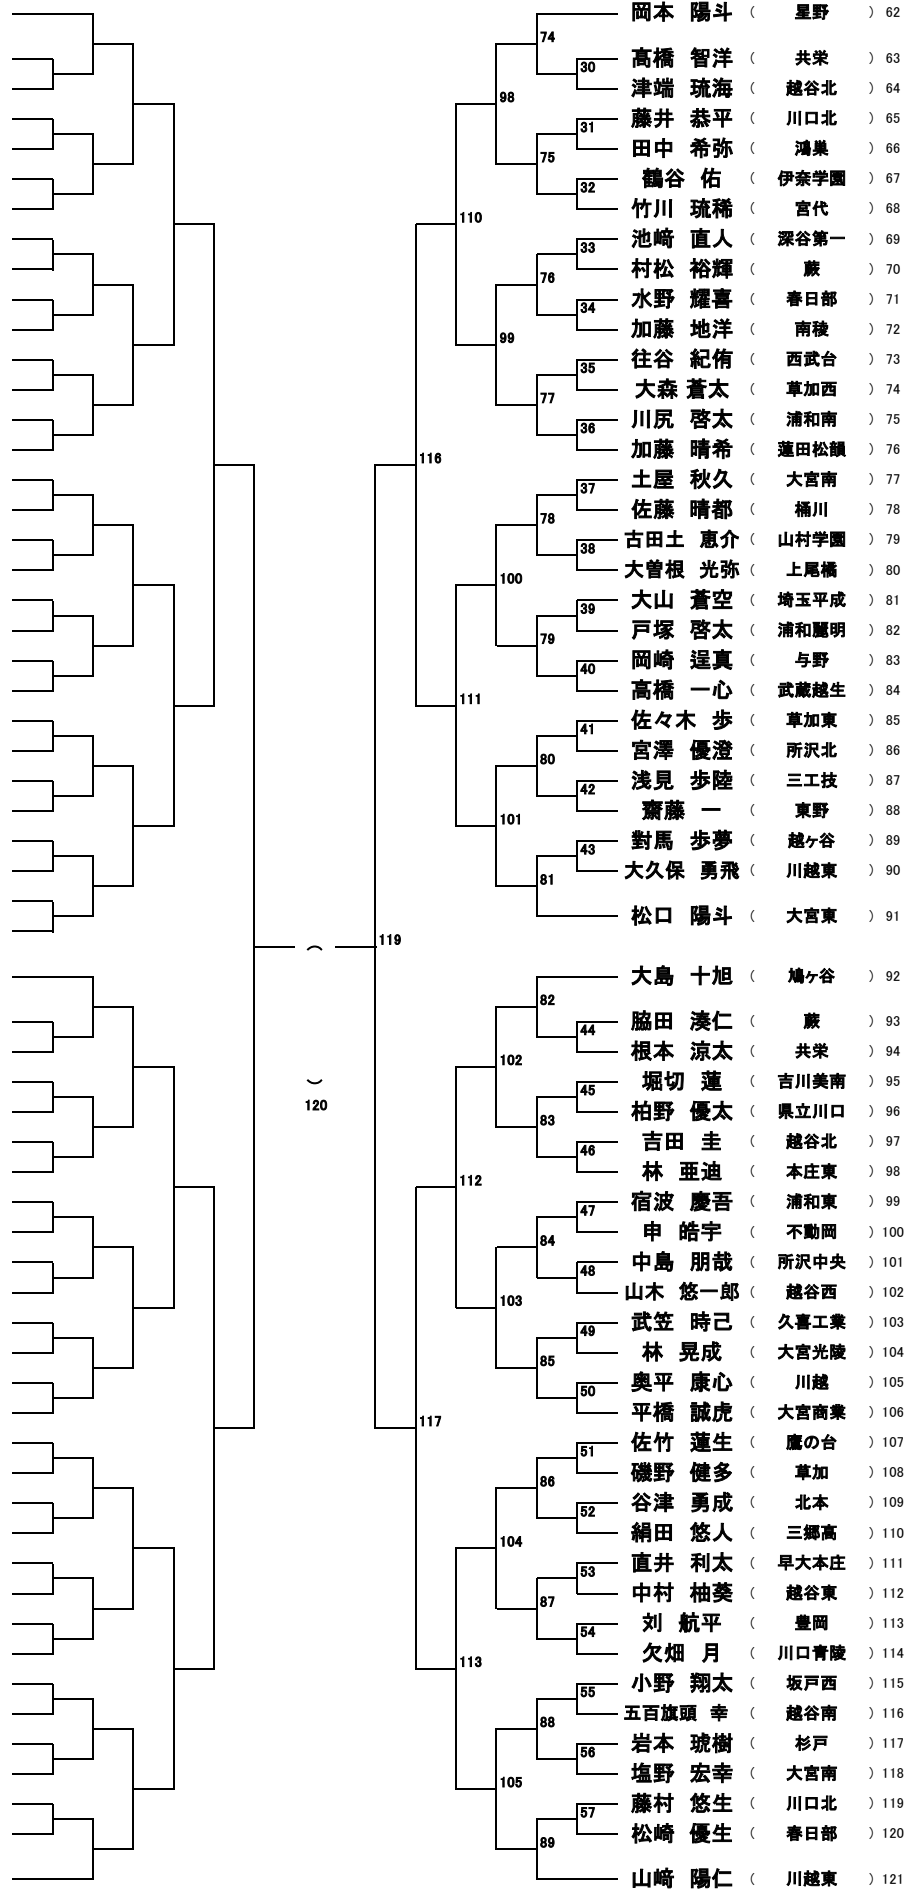 岡本 陽斗 （ 星野 ） 62
74
高橋 智洋 （ 共栄 ） 63
30
津端 琉海 （ 越谷北 ） 64
98
藤井 恭平 （ 川口北 ） 65
31
田中 希弥 （ 鴻巣 ） 66
75
鶴谷 佑 （ 伊奈学園 ） 67
32
竹川 琉稀 （ 宮代 ） 68
110
池﨑 直人 （ 深谷第一 ） 69
33
村松 裕輝 （ 蕨 ） 70
76
水野 耀喜 （ 春日部 ） 71
34
加藤 地洋 （ 南稜 ） 72
99
往谷 紀侑 （ 西武台 ） 73
35
大森 蒼太 （ 草加西 ） 74
77
川尻 啓太 （ 浦和南 ） 75
36
加藤 晴希 （ 蓮田松韻 ） 76
116
土屋 秋久 （ 大宮南 ） 77
37
佐藤 晴都 （ 桶川 ） 78
78
古田土 恵介 （ 山村学園 ） 79
38
大曽根 光弥 （ 上尾橘 ） 80
100
大山 蒼空 （ 埼玉平成 ） 81
39
戸塚 啓太 （ 浦和麗明 ） 82
79
岡崎 逞真 （ 与野 ） 83
40
高橋 一心 （ 武蔵越生 ） 84
111
佐々木 歩 （ 草加東 ） 85
41
宮澤 優澄 （ 所沢北 ） 86
80
浅見 歩陸 （ 三工技 ） 87
42
齋藤 一 （ 東野 ） 88
101
對馬 歩夢 （ 越ヶ谷 ） 89
43
大久保 勇飛 （ 川越東 ） 90
81
松口 陽斗 （ 大宮東 ） 91
119
（
大島 十旭 （ 鳩ヶ谷 ） 92
82
脇田 湊仁 （ 蕨 ） 93
44
根本 涼太 （ 共栄 ） 94
102
堀切 蓮 （ 吉川美南 ） 95
45
柏野 優太 （ 県立川口 ） 96
）
120
83
吉田 圭 （ 越谷北 ） 97
46
林 亜迪 （ 本庄東 ） 98
112
宿波 慶吾 （ 浦和東 ） 99
47
申 皓宇 （ 不動岡 ） 100
84
中島 朋哉 （ 所沢中央 ） 101
48
山木 悠一郎 （ 越谷西 ） 102
103
武笠 時己 （ 久喜工業 ） 103
49
林 晃成 （ 大宮光陵 ） 104
85
奥平 康心 （ 川越 ） 105
50
平橋 誠虎 （ 大宮商業 ） 106
117
佐竹 蓮生 （ 鷹の台 ） 107
51
磯野 健多 （ 草加 ） 108
86
谷津 勇成 （ 北本 ） 109
52
絹田 悠人 （ 三郷高 ） 110
104
直井 利太 （ 早大本庄 ） 111
53
中村 柚葵 （ 越谷東 ） 112
87
刘 航平 （ 豊岡 ） 113
54
欠畑 月 （ 川口青陵 ） 114
113
小野 翔太 （ 坂戸西 ） 115
55
五百旗頭 幸 （ 越谷南 ） 116
88
岩本 琥樹 （ 杉戸 ） 117
56
塩野 宏幸 （ 大宮南 ） 118
105
藤村 悠生 （ 川口北 ） 119
57
松崎 優生 （ 春日部 ） 120
89
山﨑 陽仁 （ 川越東 ） 121